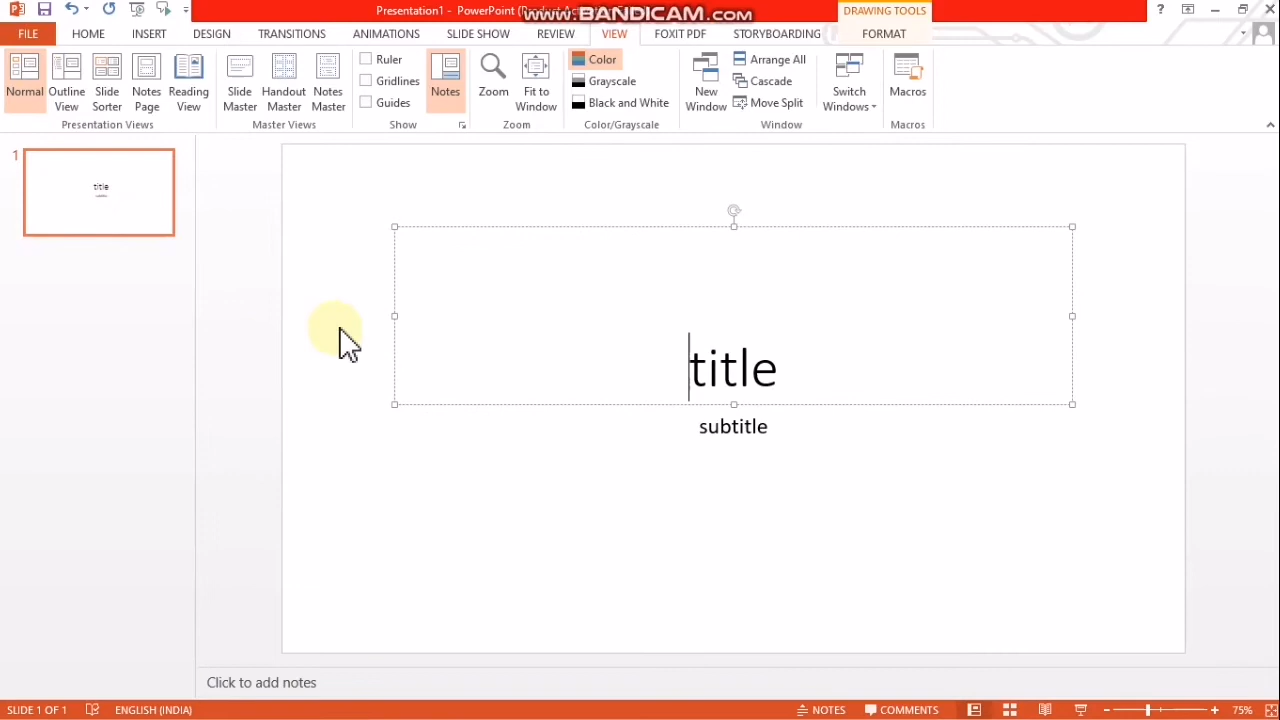 Presentation1 - PowerPoint (Product Activation
www.BANDICAM.com
DRAWING TOOLS
?
FILE HOME INSERT DESIGN TRANSITIONS ANIMATIONS SLIDE SHOW REVIEW VIEW FOXIT PDF STORYBOARDING FORMAT
Normal Outline View Slide Sorter Notes Page Reading View
Presentation Views
Slide Master Handout Master Notes Master
Master Views
Ruler
Gridlines
Guides
Show
Notes
Zoom Fit to Window
Zoom
Color
Grayscale
Black and White
Color/Grayscale
New Window
Arrange All
Cascade
Move Split
Switch Windows
Window
Macros
Macros
1
title
title
subtitle
Click to add notes
SLIDE 1 OF 1 ENGLISH (INDIA) NOTES COMMENTS 75%